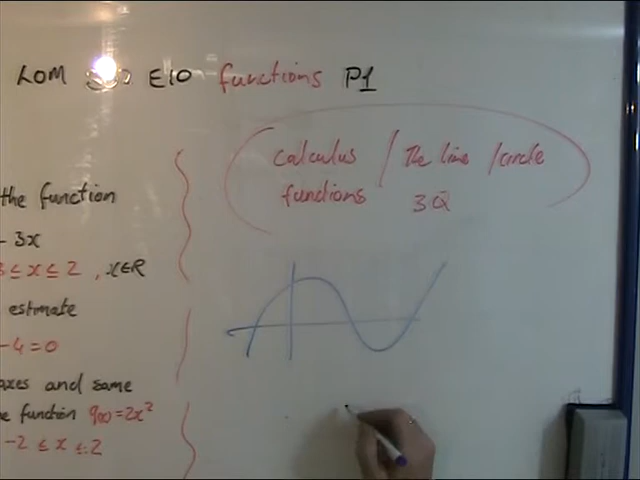 LOM E10 functions P1
calculus / The line / circle
functions 3Q
the function
- 3x
3 ≤ x ≤ 2 , x∈R
estimate
-4=0
axes and same
function g(x)=2x²
-2 ≤ x ≤ 2